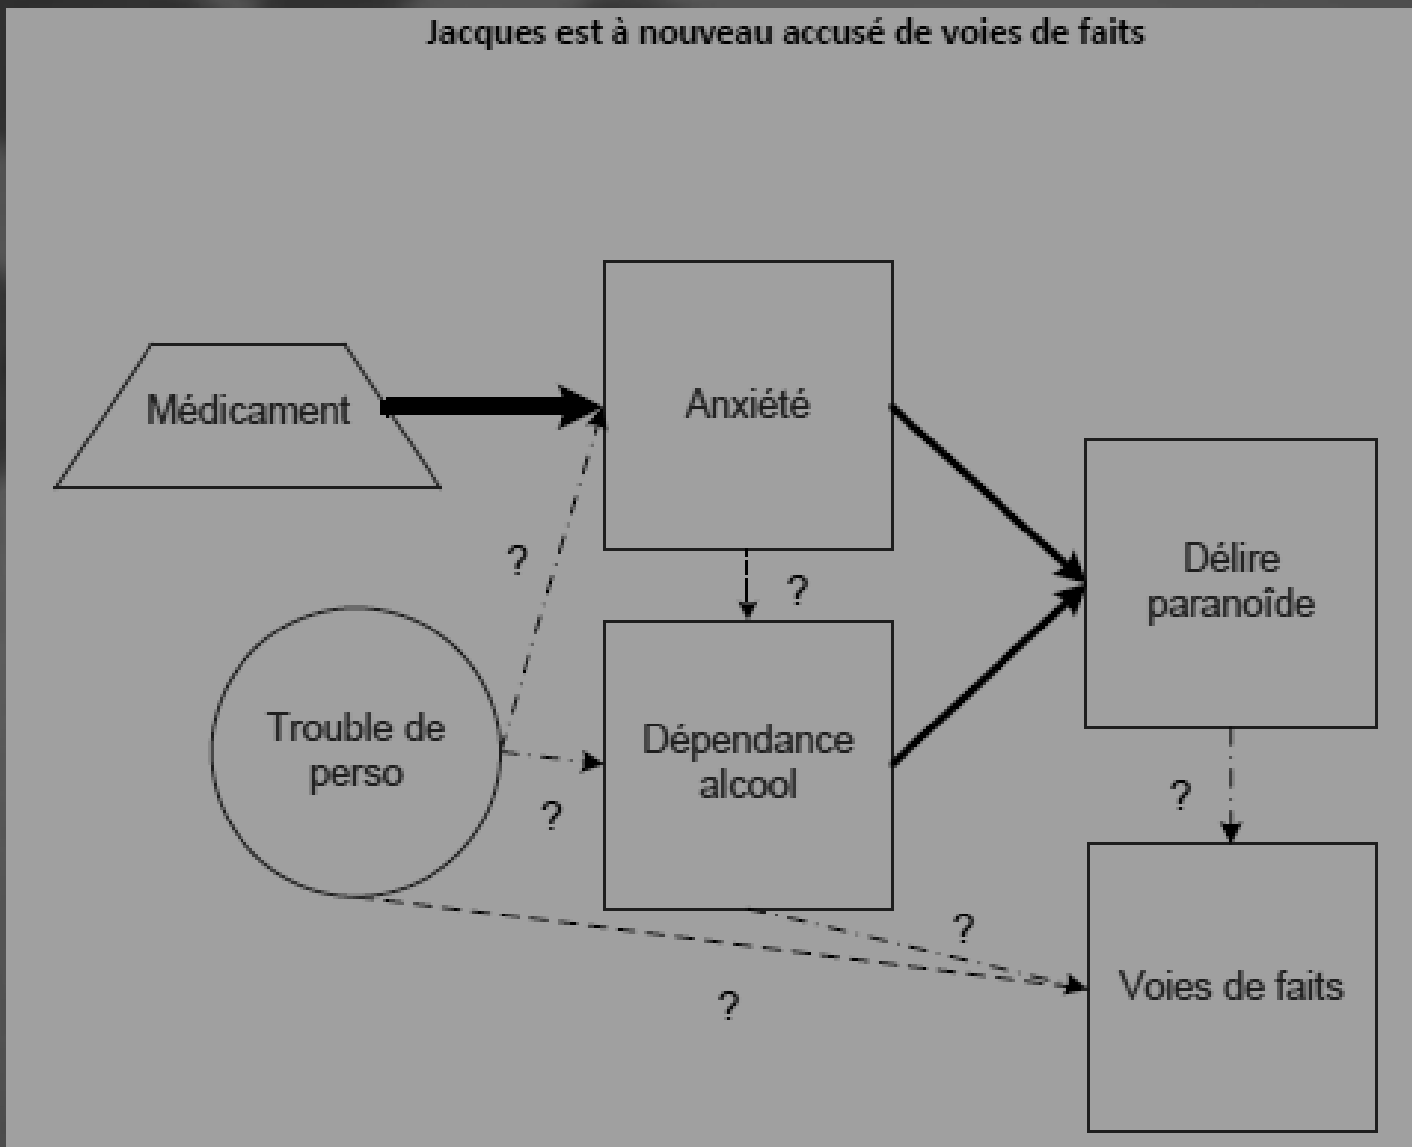 Jacques est à nouveau accusé de voies de faits
Médicament
Anxiété
?
?
Délire
paranoîde
Trouble de
perso
?
Dépendance
alcool
?
?
?
Voies de faits